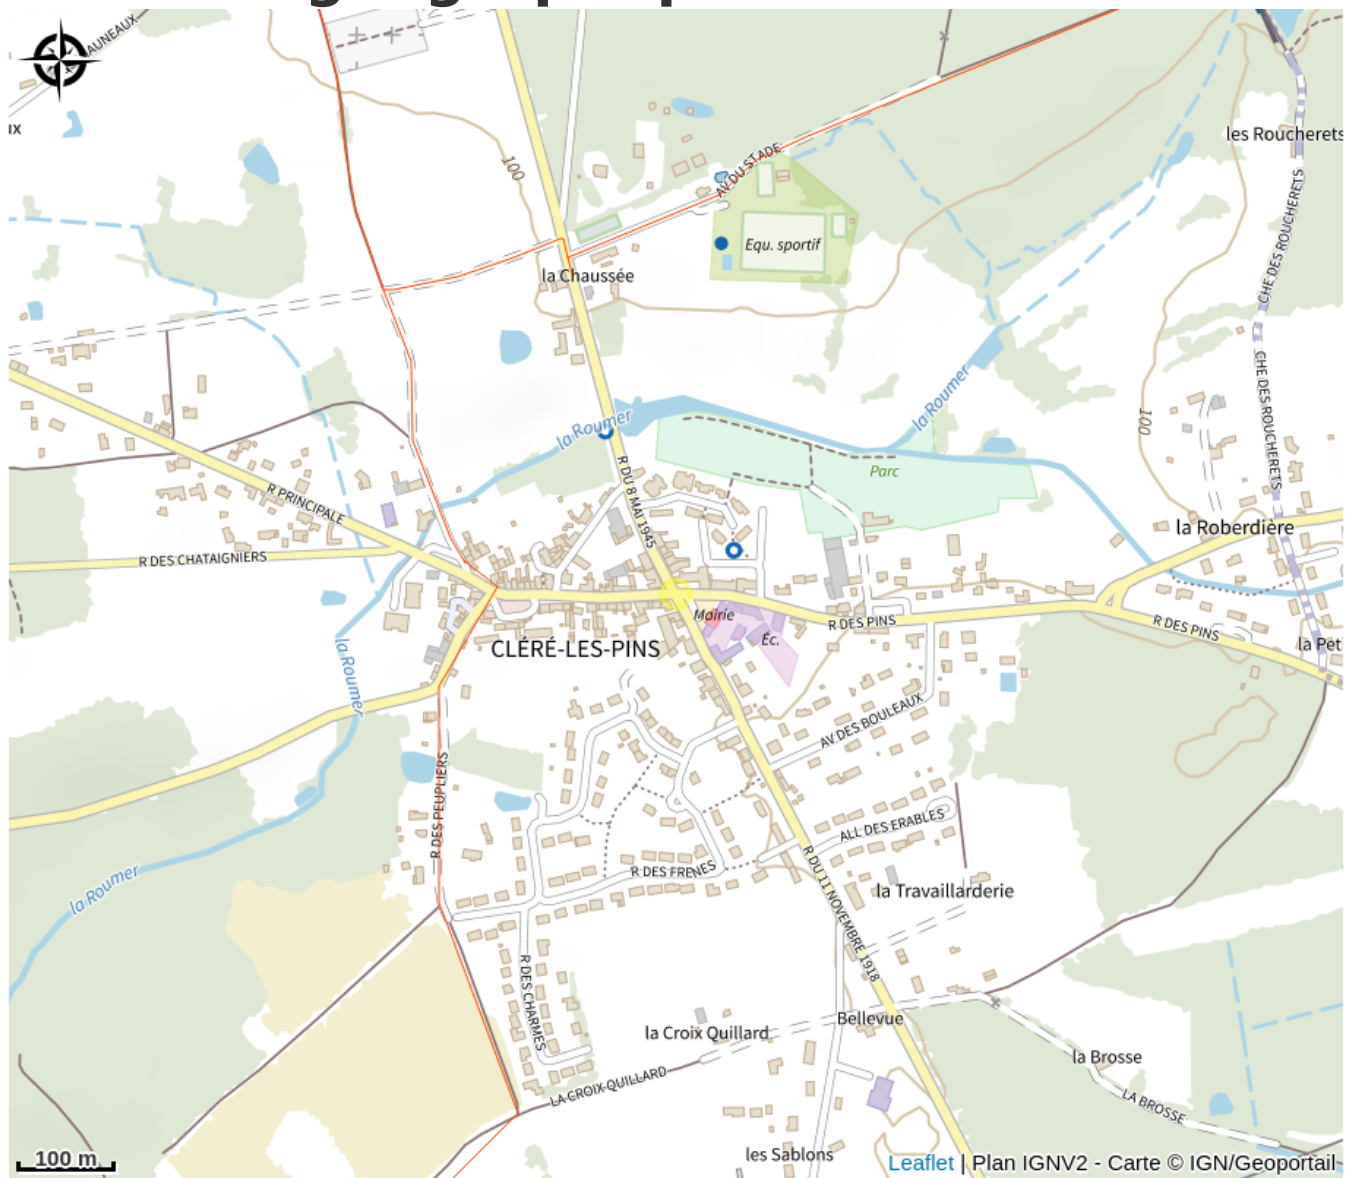 AUNEAUX
IX
les Roucherets
100
AV DU STADE
CHE DES ROUCHERETS
Equ. sportif
la Chaussée
CHE DES ROUCHERETS
la Roumer
la Roumer
100
Parc
R PRINCIPALE
R DU 8 MAI 1945
la Roberdière
R DES CHATAIGNIERS
Mairie
R DES PINS
R DES PINS
Éc.
CLÉRÉ-LES-PINS
la Pet
la Roumer
AV DES BOULEAUX
R DES PEUPLIERS
ALL DES ERABLES
R DES FRENES
la Roumer
la Travaillarderie
R DU 11 NOVEMBRE 1918
R DES CHARMES
la Croix Quillard
Bellevue
la Brosse
LA CROIX QUILLARD
LA BROSSE
les Sablons
100 m
Leaflet | Plan IGNV2 - Carte © IGN/Geoportail